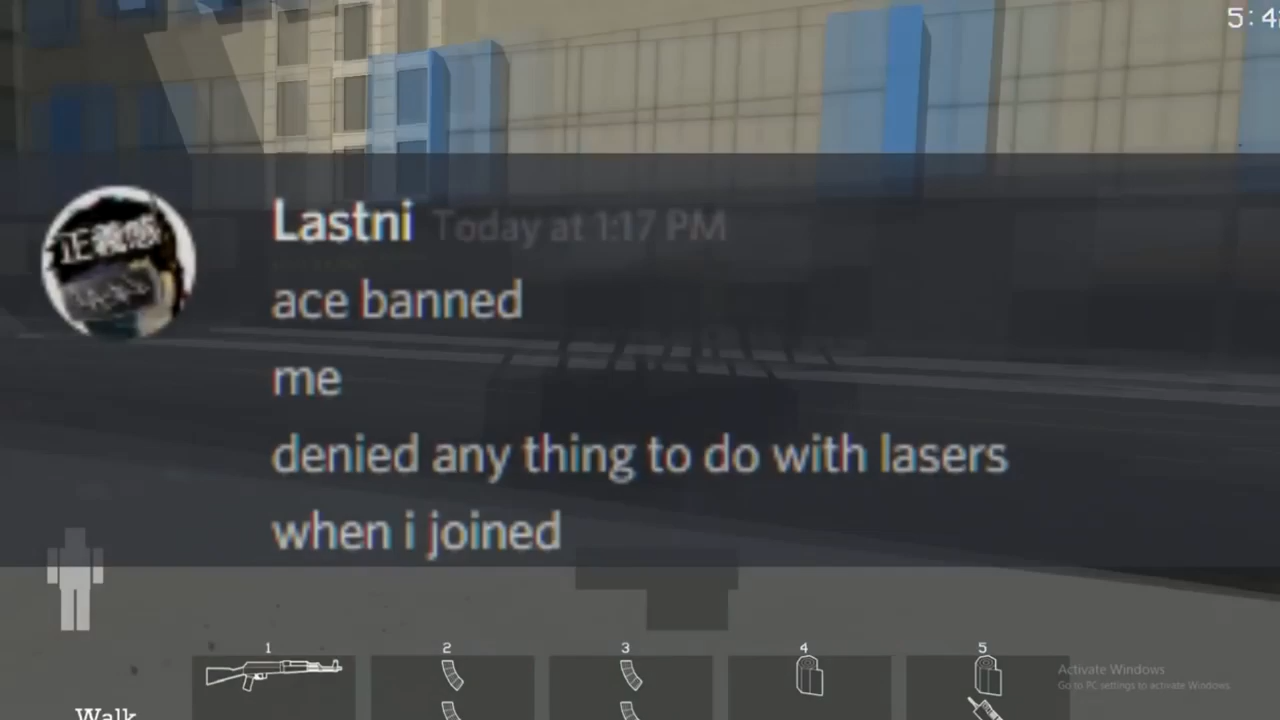 5:4
Lastni Today at 1:17 PM
ace banned
me
denied any thing to do with lasers
when i joined
1 2 3 4 5
Activate Windows
Go to PC settings to activate Windows.
Walk